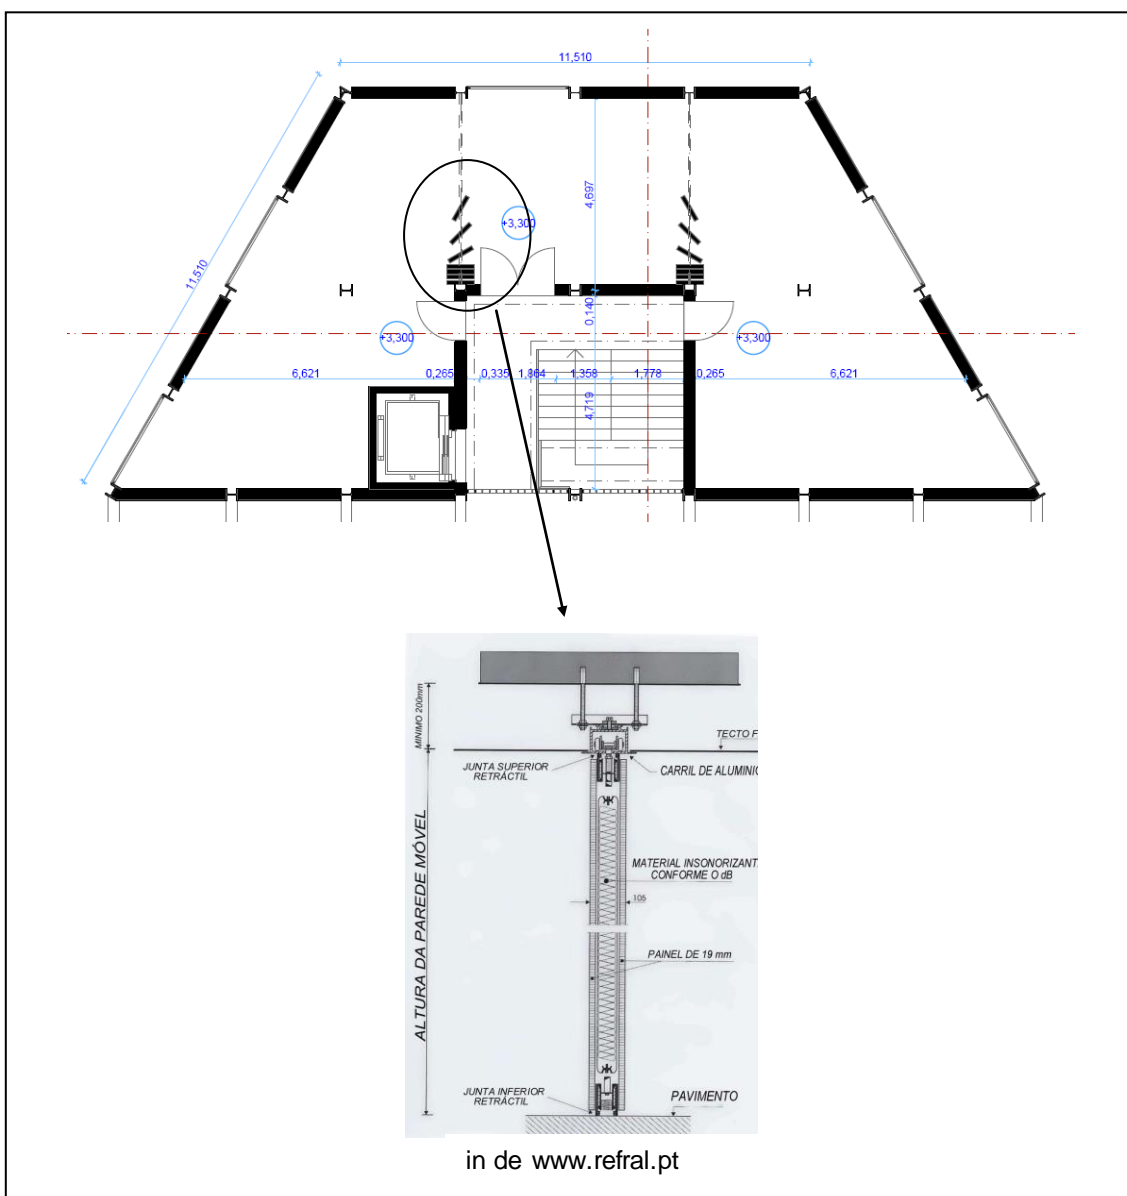 11,510
11,510
4,697
+3,300
0,140
+3,300
+3,300
6,621
0,265
0,335
1,864
1,358
1,778
0,265
6,621
4,719
MINIMO 200mm
TECTO F
JUNTA SUPERIOR
RETRÁCTIL
CARRIL DE ALUMINIO
ALTURA DA PAREDE MÓVEL
MATERIAL INSONORIZANT
CONFORME O dB
105
PAINEL DE 19 mm
JUNTA INFERIOR
RETRÁCTIL
PAVIMENTO
in de www.refral.pt